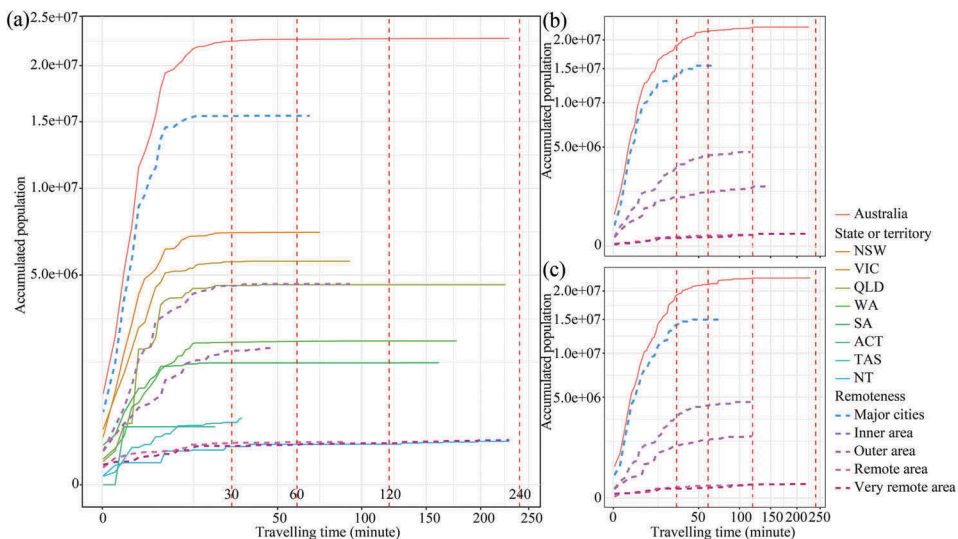 (a)
2.5e+07
2.0e+07
1.5e+07
1.0e+07
5.0e+06
0
Accumulated population
30
60
120
240
0
50
100
150
200
250
Travelling time (minute)
(b)
2.0e+07
1.5e+07
1.0e+07
5.0e+06
0
Accumulated population
(c)
2.0e+07
1.5e+07
1.0e+07
5.0e+06
0
Accumulated population
0
50
100
150
200
250
Travelling time (minute)
Australia
State or territory
NSW
VIC
QLD
WA
SA
ACT
TAS
NT
Remoteness
Major cities
Inner area
Outer area
Remote area
Very remote area